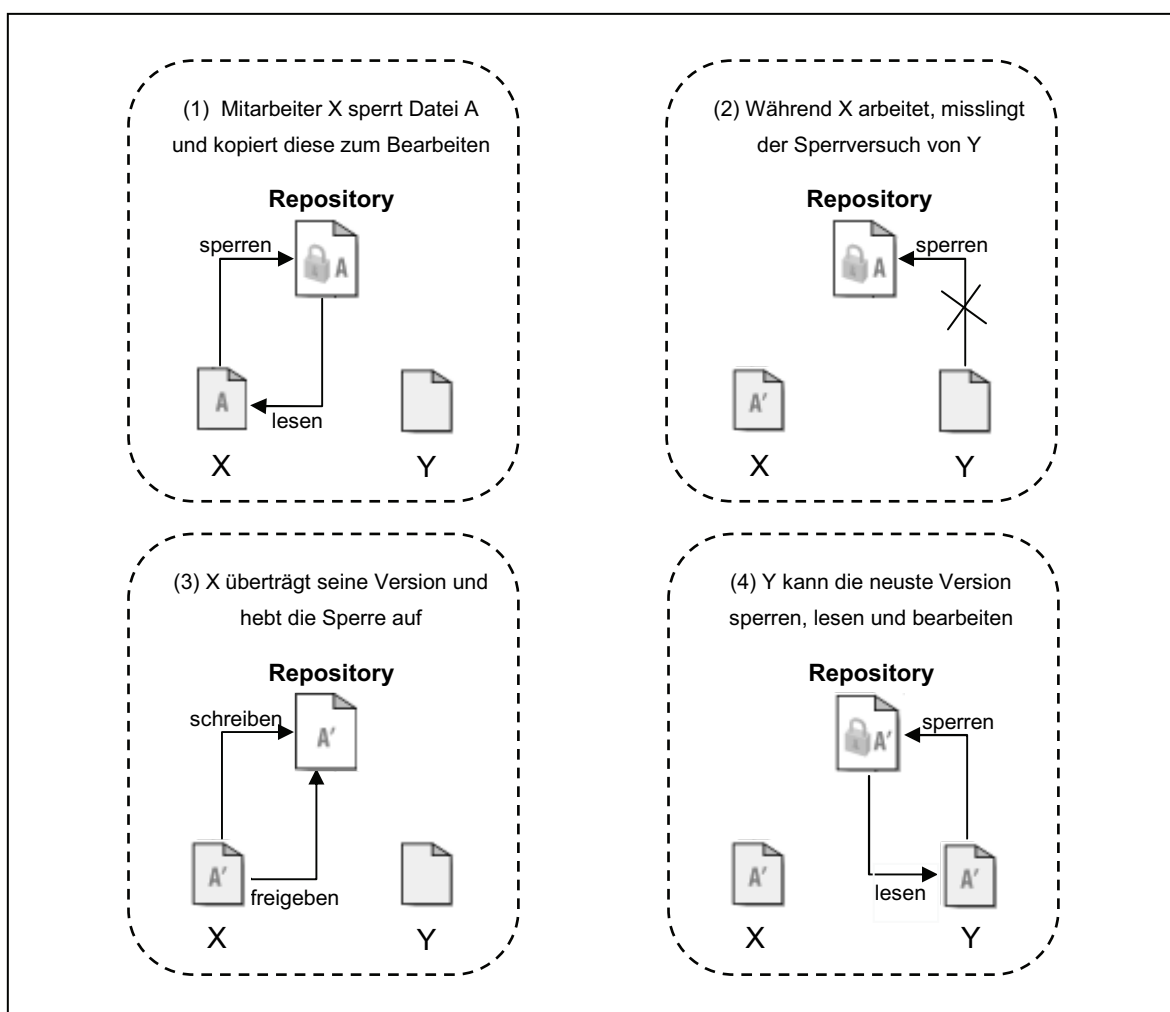 (1) Mitarbeiter X sperrt Datei A
und kopiert diese zum Bearbeiten
Repository
sperren
A
A
lesen
X
Y
(2) Während X arbeitet, misslingt
der Sperrversuch von Y
Repository
A
sperren
A′
X
Y
(3) X überträgt seine Version und
hebt die Sperre auf
Repository
schreiben
A′
A′
freigeben
X
Y
(4) Y kann die neuste Version
sperren, lesen und bearbeiten
Repository
A′
sperren
A′
lesen
A′
X
Y